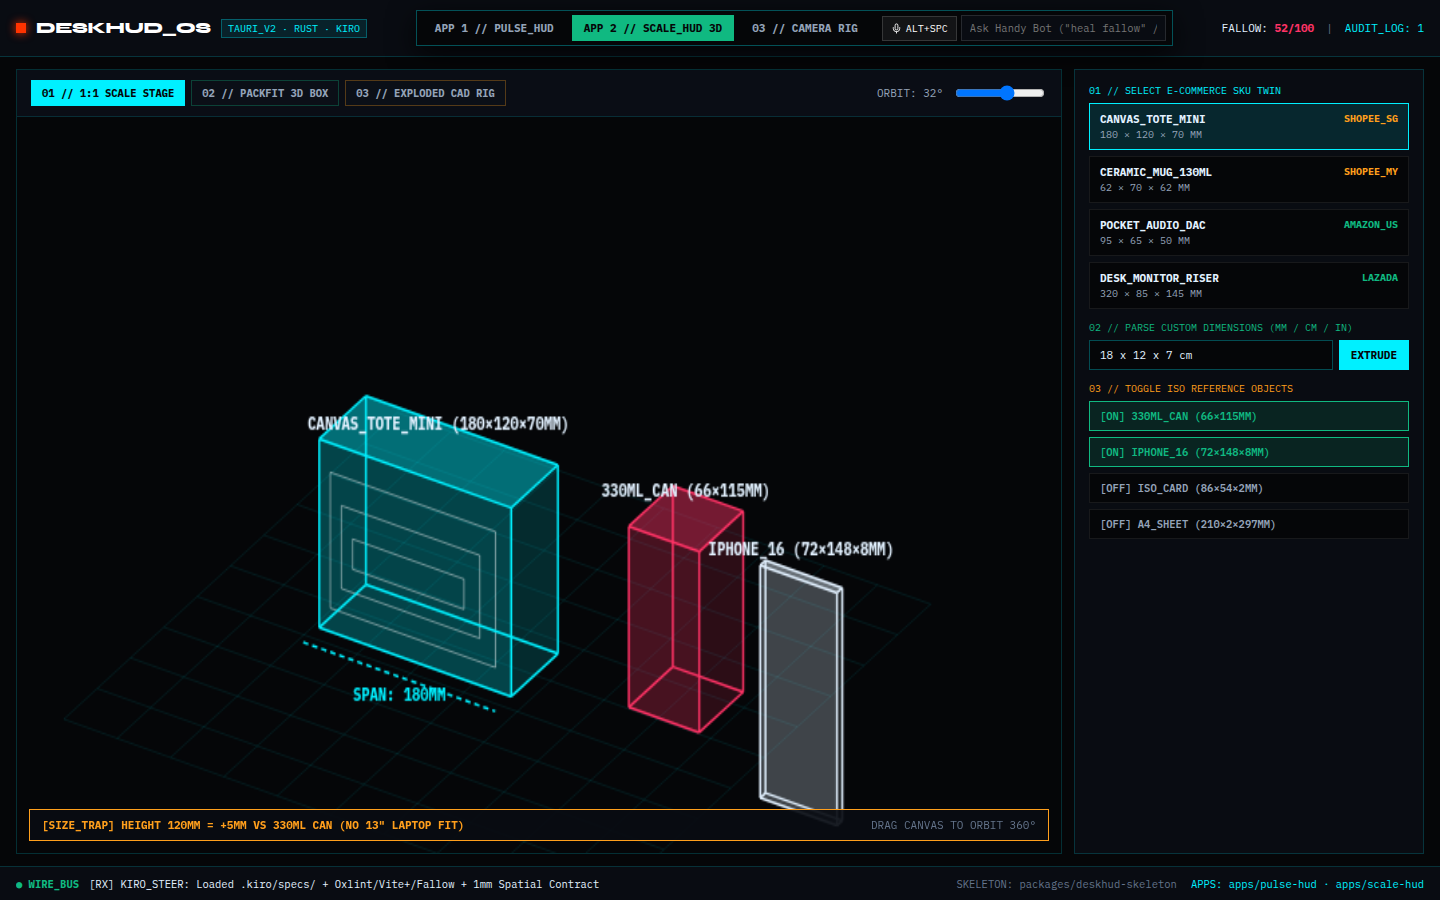 DESKHUD_OS
TAURI_V2 · RUST · KIRO
APP 1 // PULSE_HUD
APP 2 // SCALE_HUD 3D
03 // CAMERA RIG
ALT+SPC
Ask Handy Bot ("heal fallow" /
FALLOW: 52/100 | AUDIT_LOG: 1
01 // 1:1 SCALE STAGE
02 // PACKFIT 3D BOX
03 // EXPLODED CAD RIG
ORBIT: 32°
CANVAS_TOTE_MINI (180×120×70MM)
330ML_CAN (66×115MM)
IPHONE_16 (72×148×8MM)
SPAN: 180MM
[SIZE_TRAP] HEIGHT 120MM = +5MM VS 330ML CAN (NO 13" LAPTOP FIT)
DRAG CANVAS TO ORBIT 360°
01 // SELECT E-COMMERCE SKU TWIN
CANVAS_TOTE_MINI SHOPEE_SG
180 × 120 × 70 MM
CERAMIC_MUG_130ML SHOPEE_MY
62 × 70 × 62 MM
POCKET_AUDIO_DAC AMAZON_US
95 × 65 × 50 MM
DESK_MONITOR_RISER LAZADA
320 × 85 × 145 MM
02 // PARSE CUSTOM DIMENSIONS (MM / CM / IN)
18 x 12 x 7 cm EXTRUDE
03 // TOGGLE ISO REFERENCE OBJECTS
[ON] 330ML_CAN (66×115MM)
[ON] IPHONE_16 (72×148×8MM)
[OFF] ISO_CARD (86×54×2MM)
[OFF] A4_SHEET (210×2×297MM)
● WIRE_BUS [RX] KIRO_STEER: Loaded .kiro/specs/ + Oxlint/Vite+/Fallow + 1mm Spatial Contract
SKELETON: packages/deskhud-skeleton APPS: apps/pulse-hud · apps/scale-hud